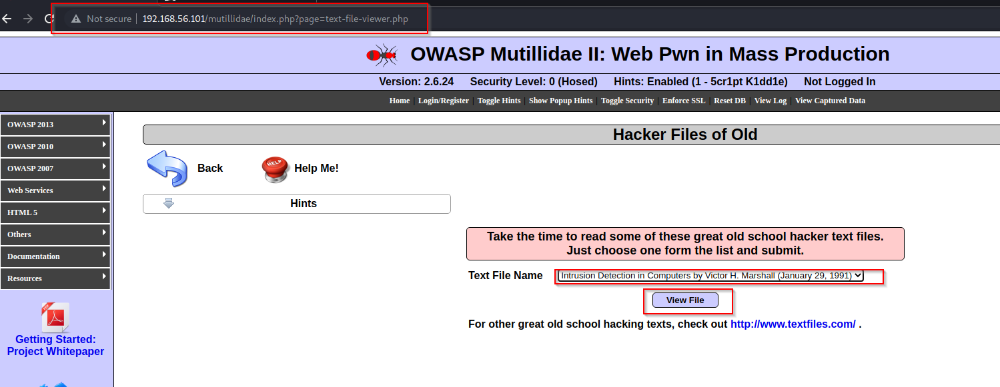 Not secure | 192.168.56.101/mutillidae/index.php?page=text-file-viewer.php
OWASP Mutillidae II: Web Pwn in Mass Production
Version: 2.6.24 Security Level: 0 (Hosed) Hints: Enabled (1 - 5cr1pt K1dd1e) Not Logged In
Home | Login/Register | Toggle Hints | Show Popup Hints | Toggle Security | Enforce SSL | Reset DB | View Log | View Captured Data
OWASP 2013
OWASP 2010
OWASP 2007
Web Services
HTML 5
Others
Documentation
Resources
PDF
Getting Started:
Project Whitepaper
Hacker Files of Old
Back
HELP
Help Me!
Hints
Take the time to read some of these great old school hacker text files.
Just choose one form the list and submit.
Text File Name Intrusion Detection in Computers by Victor H. Marshall (January 29, 1991)
View File
For other great old school hacking texts, check out http://www.textfiles.com/ .